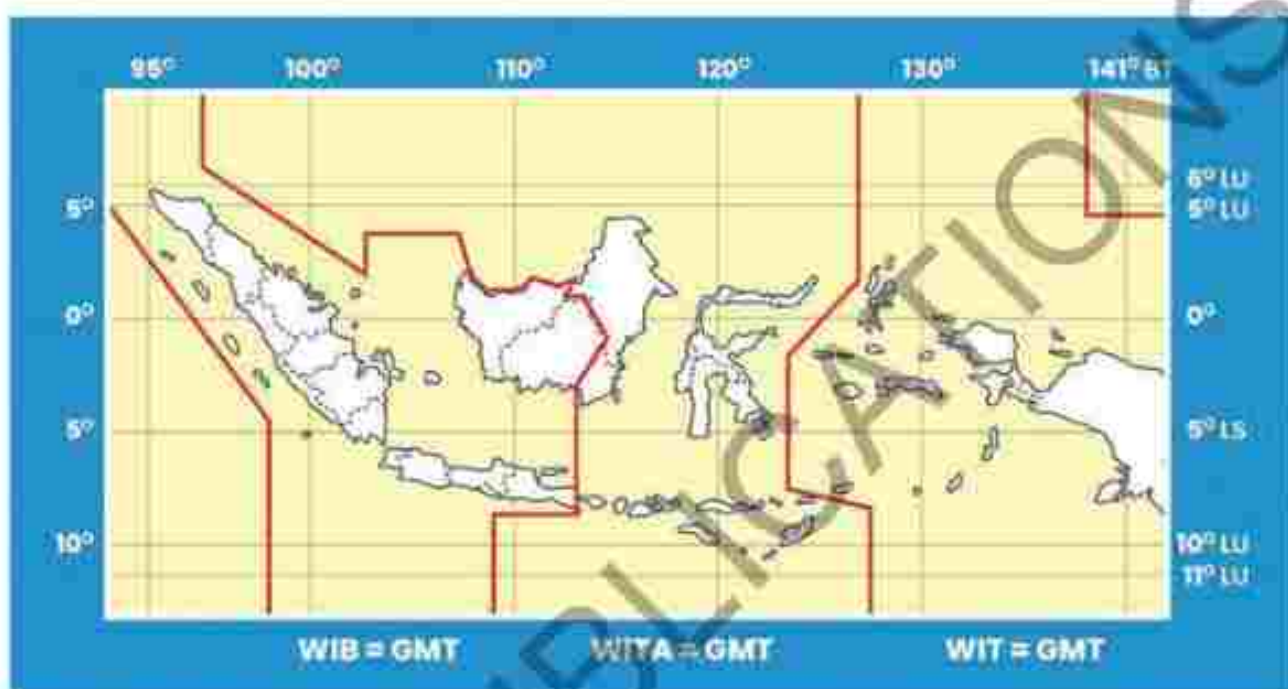 95° 100° 110° 120° 130° 141° BT
6° LU
5° 5° LU
0° 0°
5° 5° LS
10° 10° LU
11° LU
WIB = GMT WITA = GMT WIT = GMT
BLICATIONS